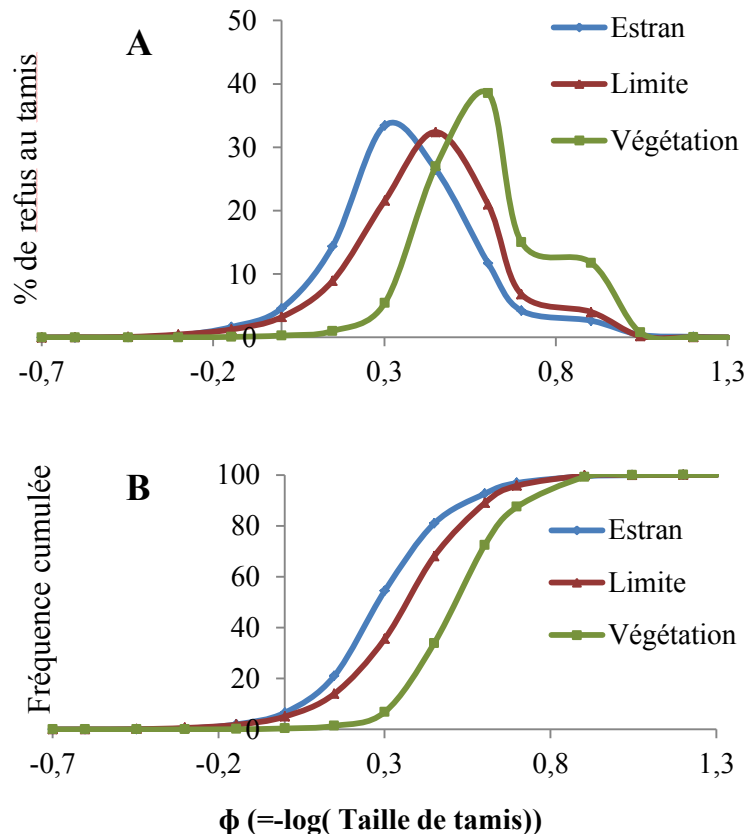 A
% de refus au tamis
50
40
30
20
10
0
-0,7
-0,2
0,3
0,8
1,3
Estran
Limite
Végétation
B
Fréquence cumulée
100
80
60
40
20
0
-0,7
-0,2
0,3
0,8
1,3
Estran
Limite
Végétation
ϕ (=-log( Taille de tamis))